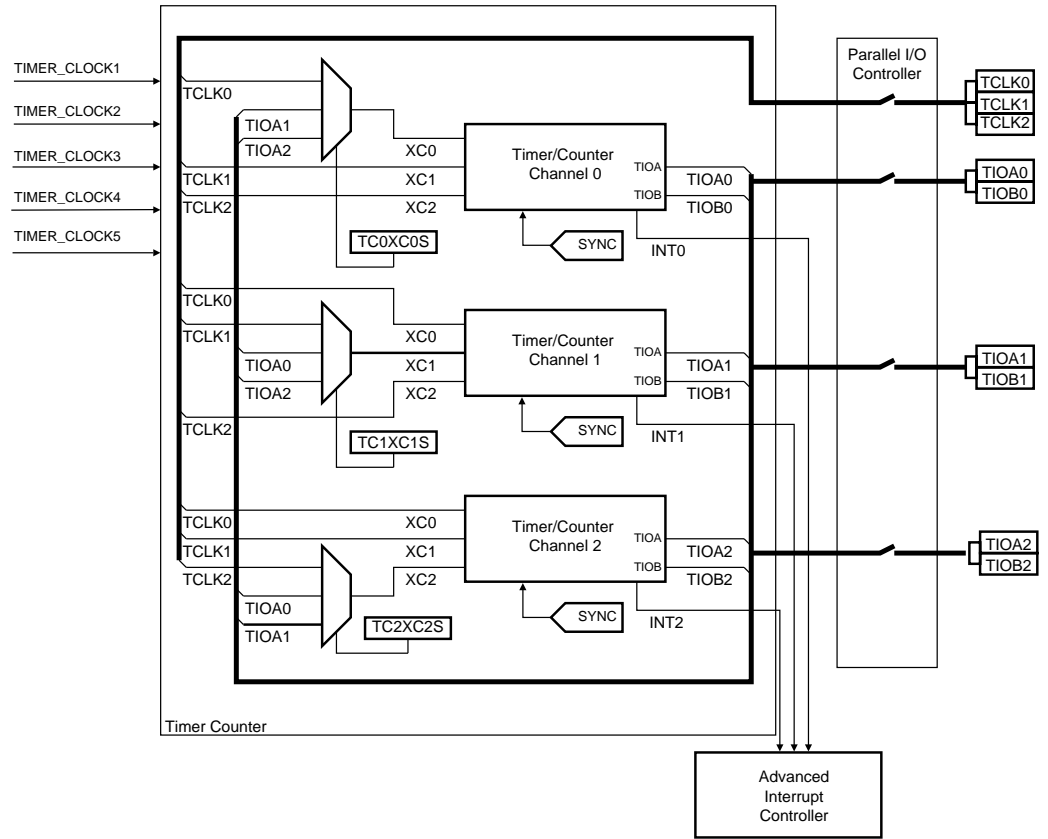 TIMER_CLOCK1
TIMER_CLOCK2
TIMER_CLOCK3
TIMER_CLOCK4
TIMER_CLOCK5
TCLK0
TIOA1
TIOA2
TCLK1
TCLK2
XC0
XC1
XC2
TC0XC0S
Timer/Counter
Channel 0
TIOA
TIOB
TIOA0
TIOB0
SYNC
INT0
TCLK0
TCLK1
TIOA0
TIOA2
TCLK2
XC0
XC1
XC2
TC1XC1S
Timer/Counter
Channel 1
TIOA
TIOB
TIOA1
TIOB1
SYNC
INT1
TCLK0
TCLK1
TCLK2
TIOA0
TIOA1
XC0
XC1
XC2
TC2XC2S
Timer/Counter
Channel 2
TIOA
TIOB
TIOA2
TIOB2
SYNC
INT2
Timer Counter
Parallel I/O
Controller
TCLK0
TCLK1
TCLK2
TIOA0
TIOB0
TIOA1
TIOB1
TIOA2
TIOB2
Advanced
Interrupt
Controller